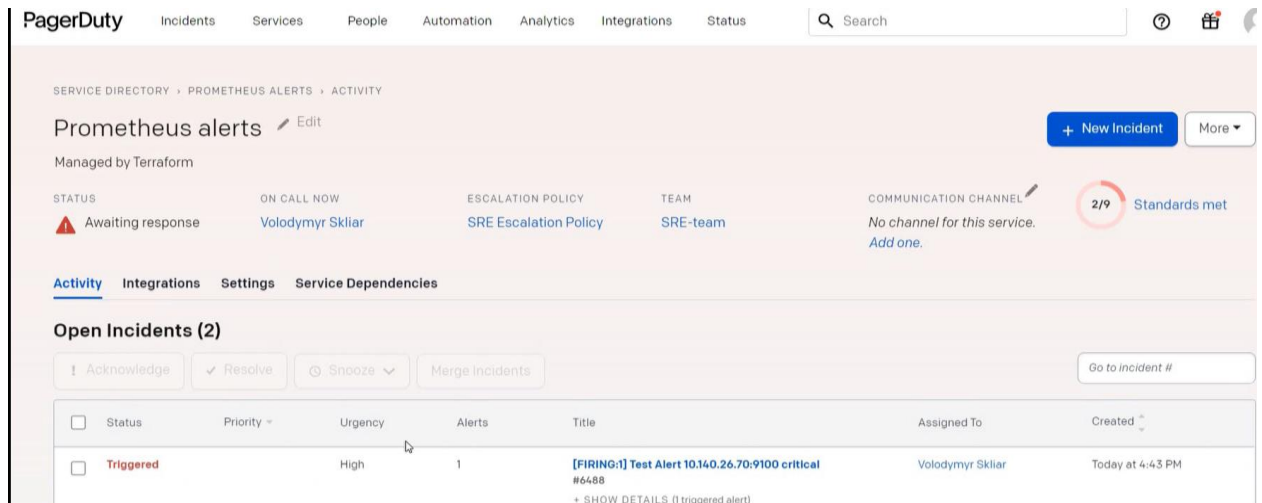 PagerDuty Incidents Services People Automation Analytics Integrations Status Search
SERVICE DIRECTORY > PROMETHEUS ALERTS > ACTIVITY
Prometheus alerts Edit
+ New Incident More
Managed by Terraform
STATUS ON CALL NOW ESCALATION POLICY TEAM COMMUNICATION CHANNEL
Awaiting response Volodymyr Skliar SRE Escalation Policy SRE-team No channel for this service.
Add one.
2/9 Standards met
Activity Integrations Settings Service Dependencies
Open Incidents (2)
Acknowledge Resolve Snooze Merge Incidents
Go to incident #
Status Priority Urgency Alerts Title Assigned To Created
Triggered High 1 [FIRING:1] Test Alert 10.140.26.70:9100 critical Volodymyr Skliar Today at 4:43 PM
#6488
+ SHOW DETAILS (1 triggered alert)